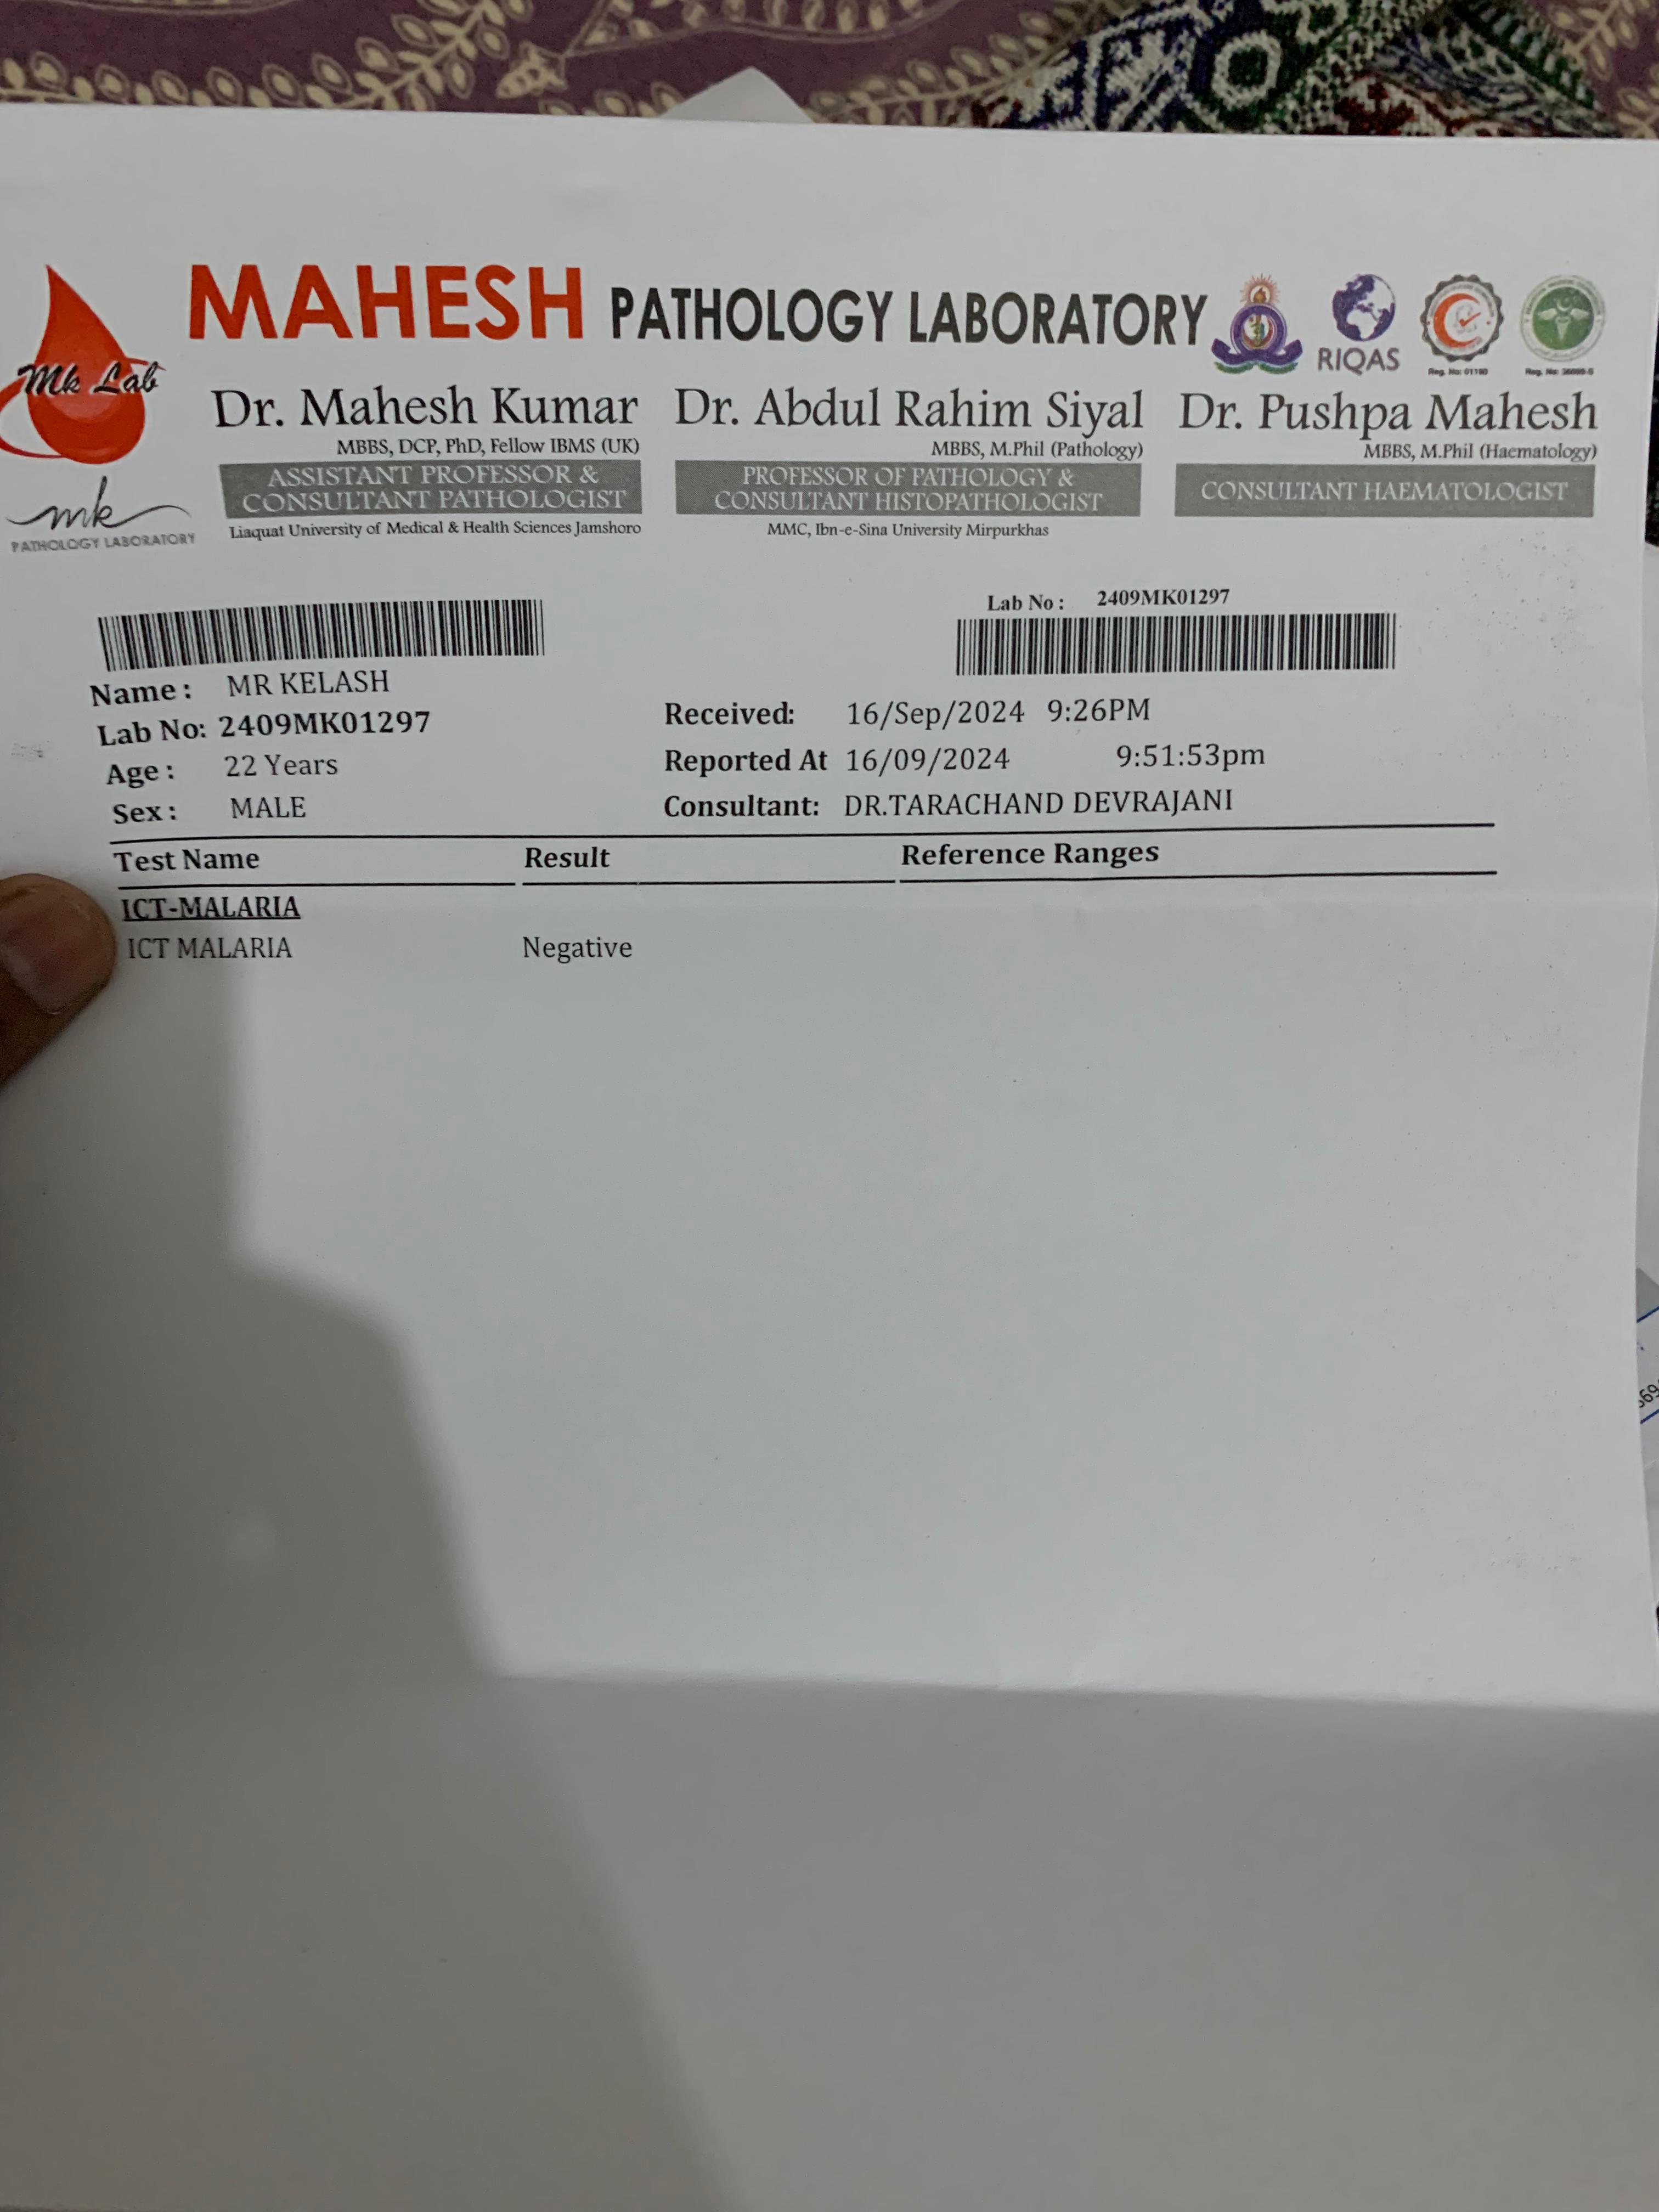 MAHESH PATHOLOGY LABORATORY
Mk Lab
RIQAS
Reg. No: 01190
Dr. Mahesh Kumar
MBBS, DCP, PhD, Fellow IBMS (UK)
ASSISTANT PROFESSOR &
CONSULTANT PATHOLOGIST
Liaquat University of Medical & Health Sciences Jamshoro
Dr. Abdul Rahim Siyal
MBBS, M.Phil (Pathology)
PROFESSOR OF PATHOLOGY &
CONSULTANT HISTOPATHOLOGIST
MMC, Ibn-e-Sina University Mirpurkhas
Dr. Pushpa Mahesh
MBBS, M.Phil (Haematology)
CONSULTANT HAEMATOLOGIST
mk
PATHOLOGY LABORATORY
Lab No : 2409MK01297
Name : MR KELASH
Lab No: 2409MK01297
Received: 16/Sep/2024 9:26PM
Age : 22 Years
Reported At 16/09/2024 9:51:53pm
Sex : MALE
Consultant: DR.TARACHAND DEVRAJANI
Test Name Result Reference Ranges
ICT-MALARIA
ICT MALARIA Negative